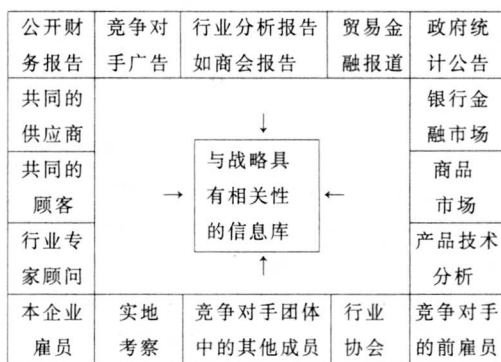 公开财
务报告
竞争对
手广告
行业分析报告
如商会报告
贸易金
融报道
政府统
计公告
共同的
供应商
银行金
融市场
共同的
顾客
与战略具
有相关性
的信息库
商品
市场
行业专
家顾问
产品技术
分析
本企业
雇员
实地
考察
竞争对手团体
中的其他成员
行业
协会
竞争对手
的前雇员